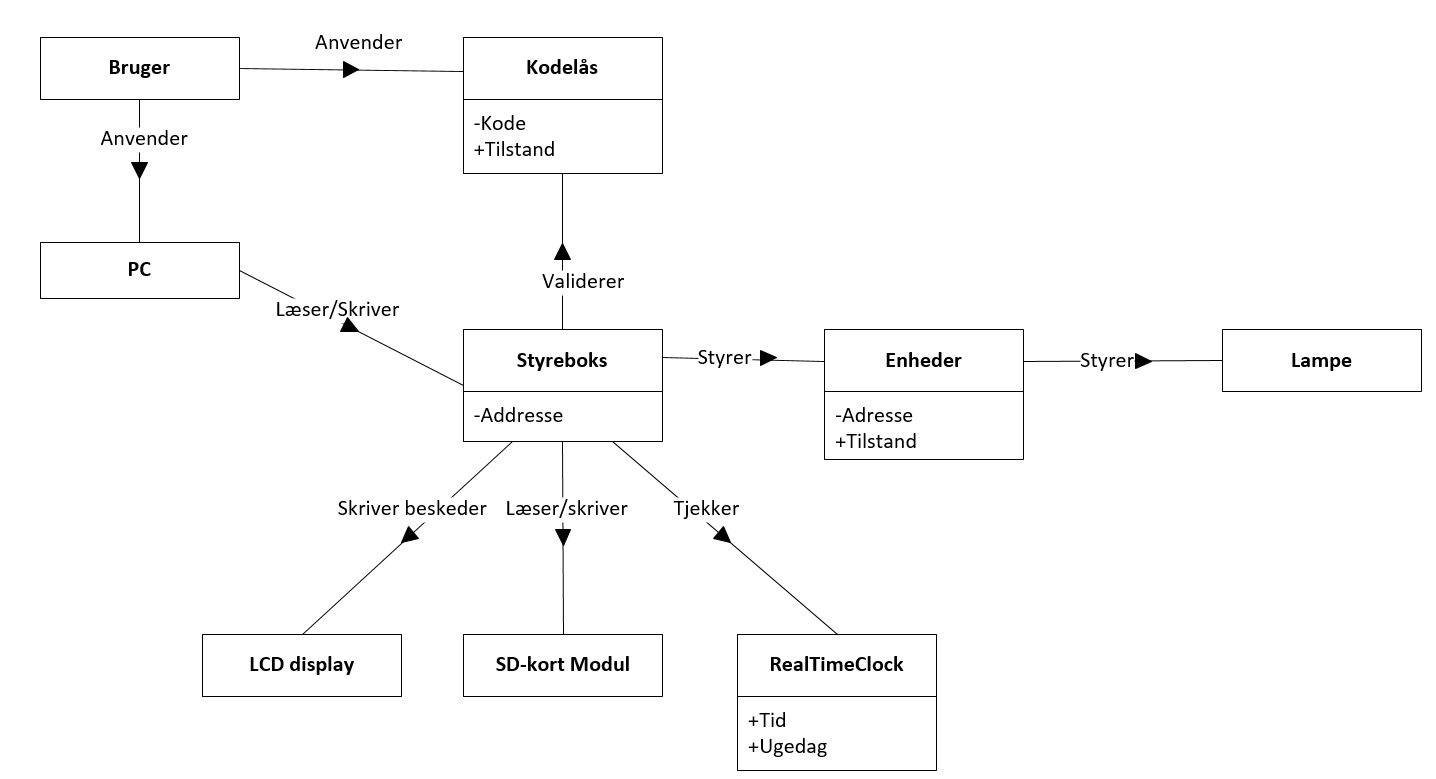 Anvender
Bruger
Kodelås
-Kode
+Tilstand
Anvender
PC
Læser/Skriver
Validerer
Styreboks
-Addresse
Styrer
Enheder
-Adresse
+Tilstand
Styrer
Lampe
Skriver beskeder
Læser/skriver
Tjekker
LCD display
SD-kort Modul
RealTimeClock
+Tid
+Ugedag